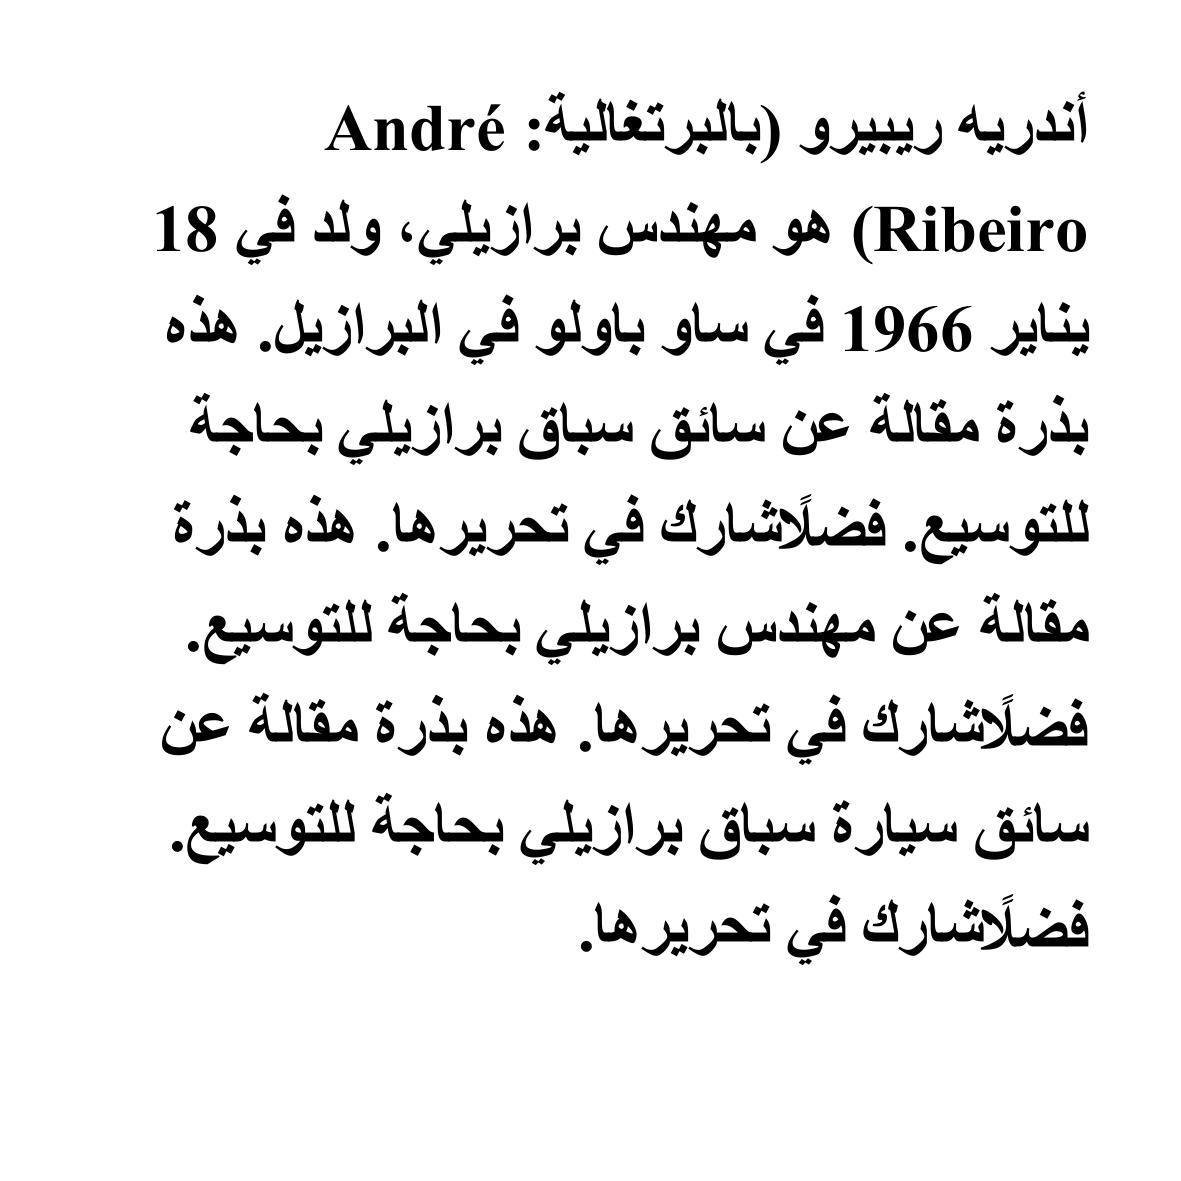 أندريه ريبيرو (بالبرتغالية: André
Ribeiro) هو مهندس برازيلي، ولد في 18
يناير 1966 في ساو باولو في البرازيل. هذه
بذرة مقالة عن سائق سباق برازيلي بحاجة
للتوسيع. فضلًاشارك في تحريرها. هذه بذرة
مقالة عن مهندس برازيلي بحاجة للتوسيع.
فضلًاشارك في تحريرها. هذه بذرة مقالة عن
سائق سيارة سباق برازيلي بحاجة للتوسيع.
فضلًاشارك في تحريرها.